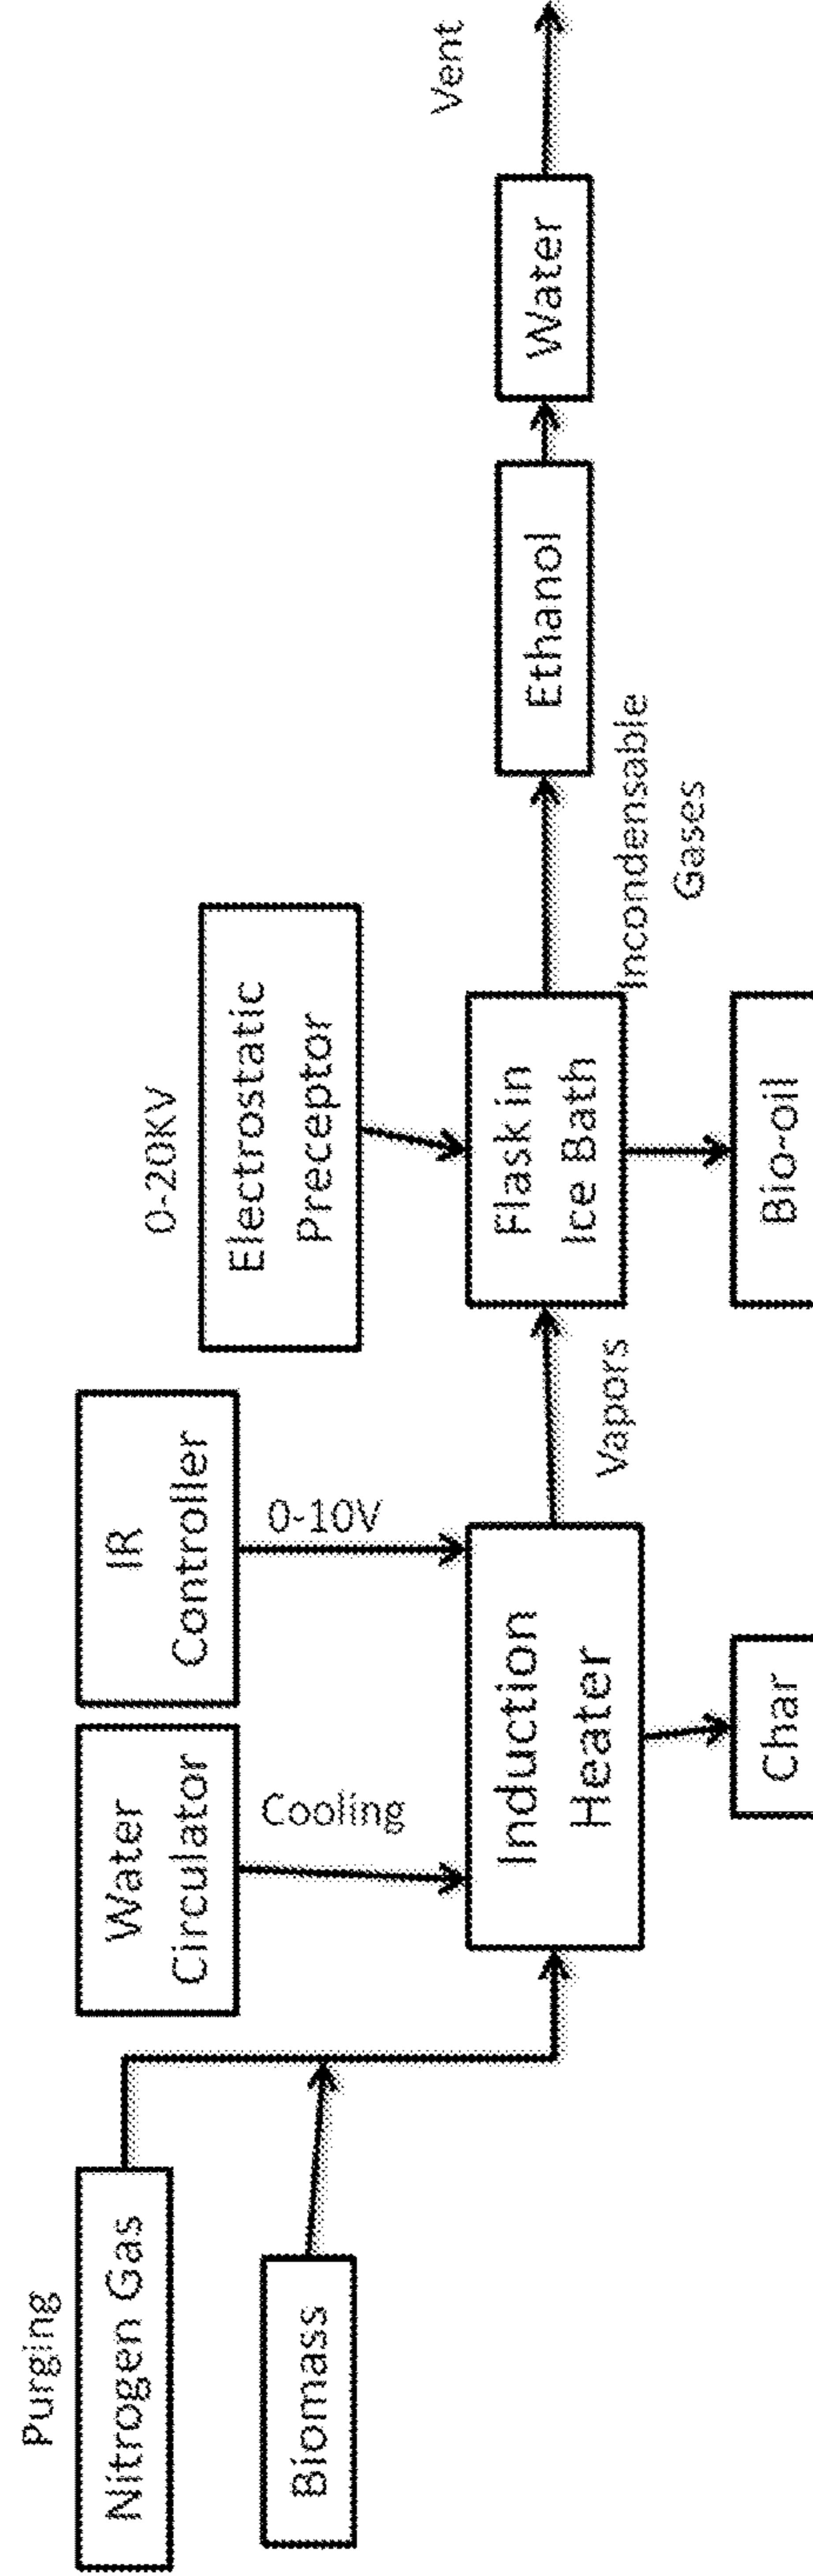 Purging
Nitrogen Gas
Biomass
Water
Circulator
Cooling
IR
Controller
0-10V
Induction
Heater
Char
Vapors
0-20KV
Electrostatic
Preceptor
Flask in
Ice Bath
Bio-oil
Incondensable
Gases
Ethanol
Water
Vent